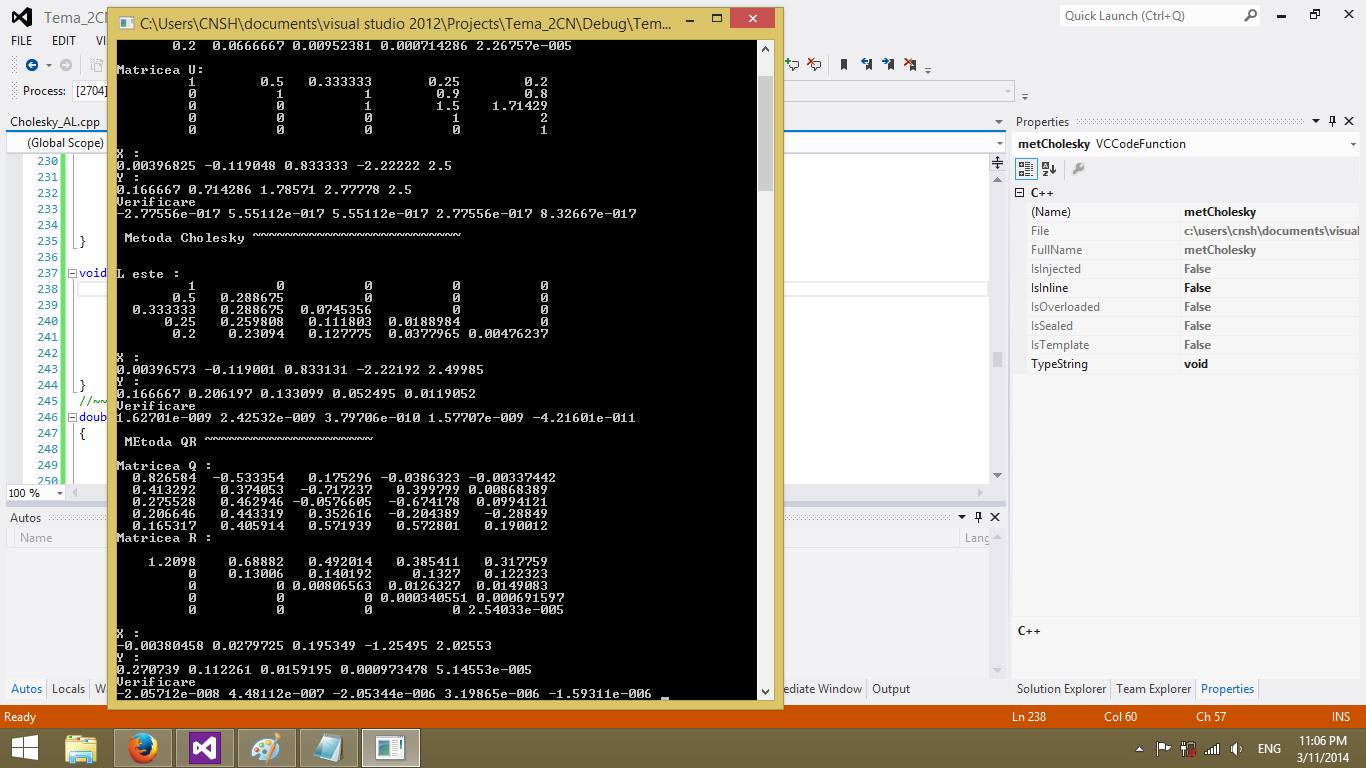 Tema_2CN
Quick Launch (Ctrl+Q)
FILE EDIT VI
Process: [2704]
Cholesky_AL.cpp
(Global Scope)
230
231
232
233
234
235 }
236
237 void
238
239
240
241
242
243
244 }
245 //~~
246 doub
247 {
248
249
250
100 %
Autos
Name
Lang
Autos Locals W
ediate Window Output
C:\Users\CNSH\documents\visual studio 2012\Projects\Tema_2CN\Debug\Tem...
0.2 0.0666667 0.00952381 0.000714286 2.26757e-005
Matricea U:
1 0.5 0.333333 0.25 0.2
0 1 1 0.9 0.8
0 0 1 1.5 1.71429
0 0 0 1 2
0 0 0 0 1
X :
0.00396825 -0.119048 0.833333 -2.22222 2.5
Y :
0.166667 0.714286 1.78571 2.77778 2.5
Verificare
-2.77556e-017 5.55112e-017 5.55112e-017 2.77556e-017 8.32667e-017
Metoda Cholesky ~~~~~~~~~~~~~~~~~~~~~~~~~~
L este :
1 0 0 0 0
0.5 0.288675 0 0 0
0.333333 0.288675 0.0745356 0 0
0.25 0.259808 0.111803 0.0188984 0
0.2 0.23094 0.127775 0.0377965 0.00476237
X :
0.00396573 -0.119001 0.833131 -2.22192 2.49985
Y :
0.166667 0.206197 0.133099 0.052495 0.0119052
Verificare
1.62701e-009 2.42532e-009 3.79706e-010 1.57707e-009 -4.21601e-011
MEtoda QR ~~~~~~~~~~~~~~~~~~~~~
Matricea Q :
0.826584 -0.533354 0.175296 -0.0386323 -0.00337442
0.413292 0.374053 -0.717237 0.399799 0.00868389
0.275528 0.462946 -0.0576605 -0.674178 0.0994121
0.206646 0.443319 0.352616 -0.204389 -0.28849
0.165317 0.405914 0.571939 0.572801 0.190012
Matricea R :
1.2098 0.68882 0.492014 0.385411 0.317759
0 0.13006 0.140192 0.1327 0.122323
0 0 0.00806563 0.0126327 0.0149083
0 0 0 0.000340551 0.000691597
0 0 0 0 2.54033e-005
X :
-0.00380458 0.0279725 0.195349 -1.25495 2.02553
Y :
0.270739 0.112261 0.0159195 0.000973478 5.14553e-005
Verificare
-2.05712e-008 4.48112e-007 -2.05344e-006 3.19865e-006 -1.59311e-006
Properties
metCholesky VCCodeFunction
C++
(Name) metCholesky
File c:\users\cnsh\documents\visual
FullName metCholesky
IsInjected False
IsInline False
IsOverloaded False
IsSealed False
IsTemplate False
TypeString void
C++
Solution Explorer Team Explorer Properties
Ready
Ln 238 Col 60 Ch 57 INS
ENG
11:06 PM
3/11/2014